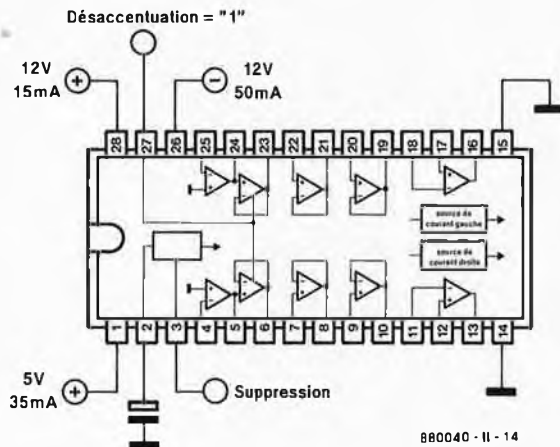 Désaccentuation = "1"
12V
15mA
12V
50mA
28 27 26 25 24 23 22 21 20 19 18 17 16 15
source de
courant gauche
source de
courant droite
1 2 3 4 5 6 7 8 9 10 11 12 13 14
5V
35mA
Suppression
880040 - II - 14